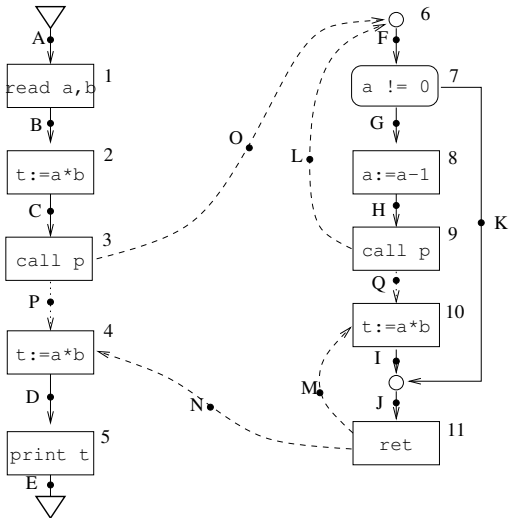 A
1
read a,b
B
2
t:=a*b
C
3
call p
P
4
t:=a*b
D
5
print t
E
O
L
N
M
6
F
7
a != 0
G
8
a:=a-1
H
9
call p
Q
10
t:=a*b
I
J
11
ret
K